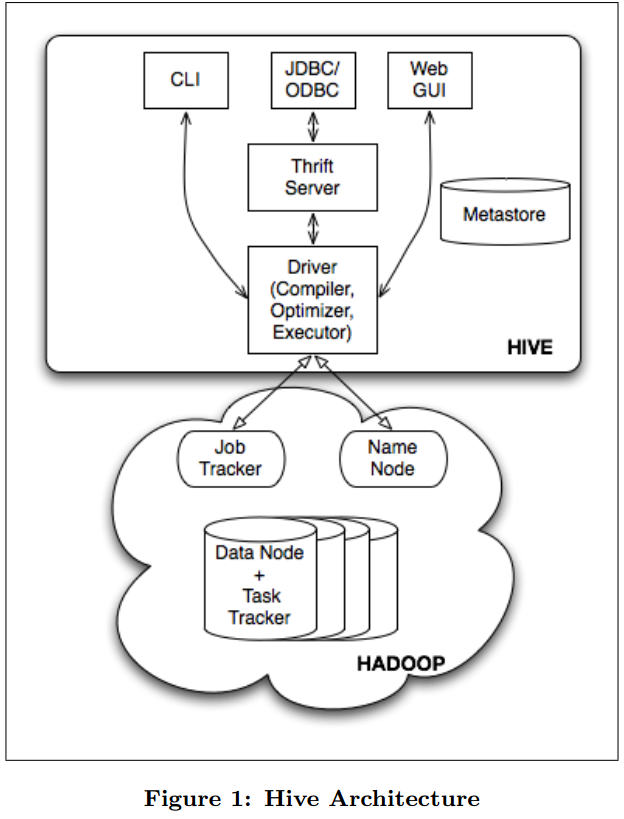 CLI
JDBC/
ODBC
Web
GUI
Thrift
Server
Metastore
Driver
(Compiler,
Optimizer,
Executor)
HIVE
Job
Tracker
Name
Node
Data Node
+
Task
Tracker
HADOOP
Figure 1: Hive Architecture